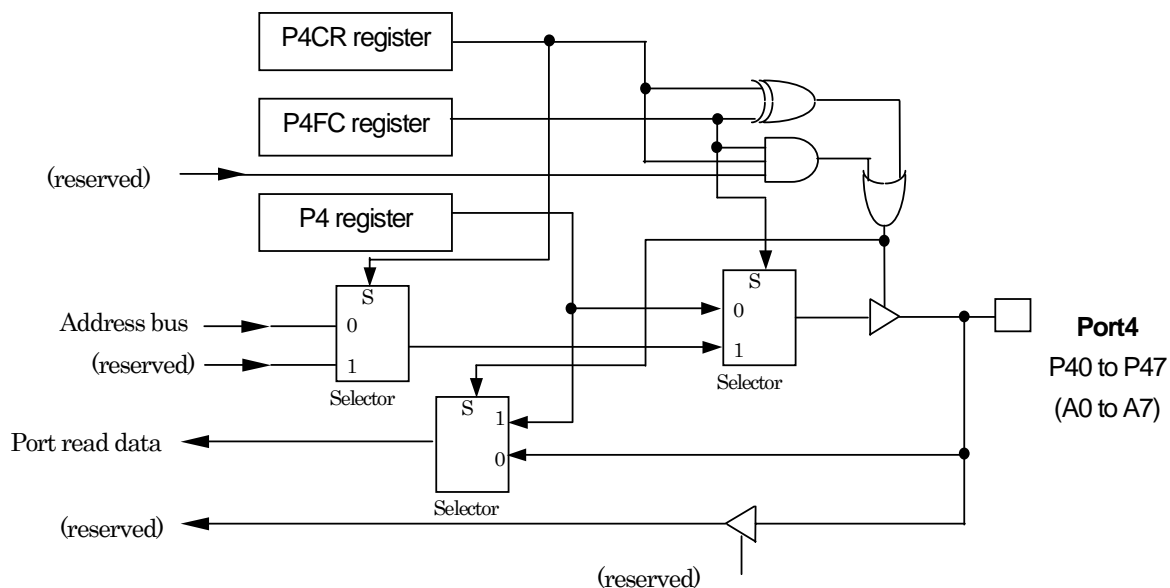 P4CR register
P4FC register
(reserved)
P4 register
S
S
Address bus
0
0
(reserved)
1
1
Port4
P40 to P47
(A0 to A7)
Selector
Selector
S
1
Port read data
0
Selector
(reserved)
(reserved)